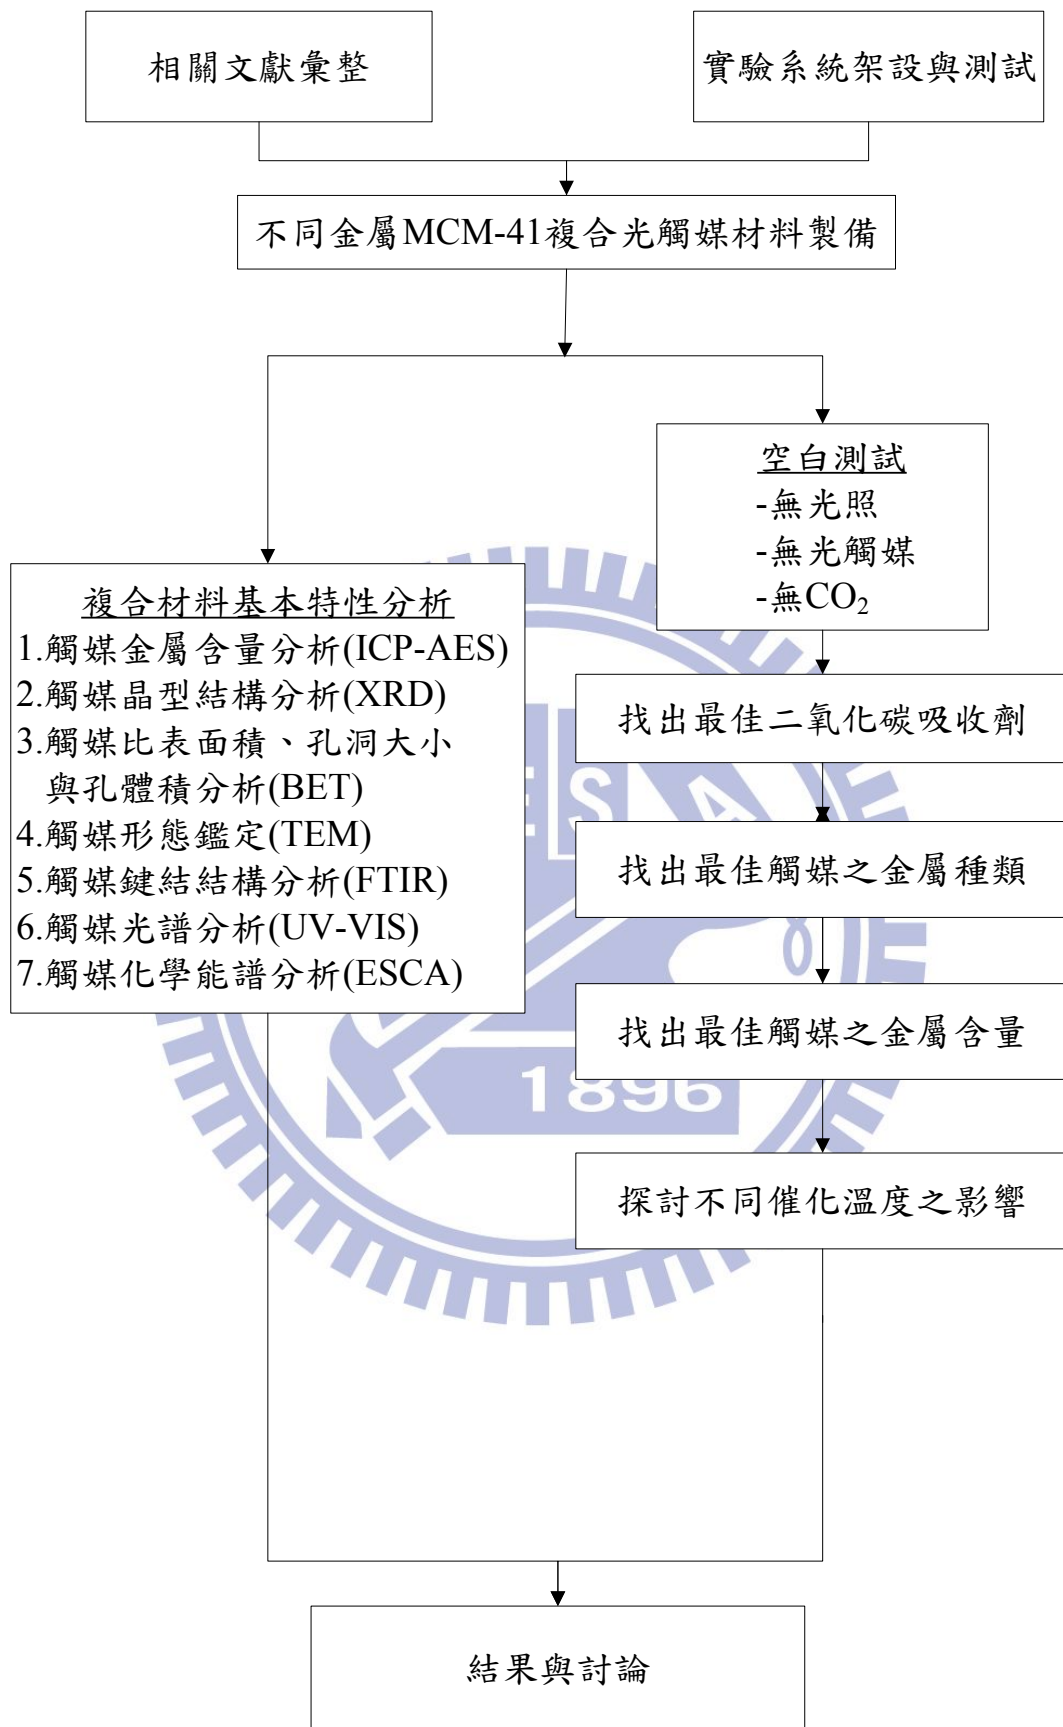 相關文獻彙整
實驗系統架設與測試
不同金屬MCM-41複合光觸媒材料製備
空白測試
-無光照
-無光觸媒
-無CO₂
複合材料基本特性分析
1.觸媒金屬含量分析(ICP-AES)
2.觸媒晶型結構分析(XRD)
3.觸媒比表面積、孔洞大小
與孔體積分析(BET)
4.觸媒形態鑑定(TEM)
5.觸媒鍵結結構分析(FTIR)
6.觸媒光譜分析(UV-VIS)
7.觸媒化學能譜分析(ESCA)
找出最佳二氧化碳吸收劑
找出最佳觸媒之金屬種類
找出最佳觸媒之金屬含量
探討不同催化溫度之影響
結果與討論
E S A
1896